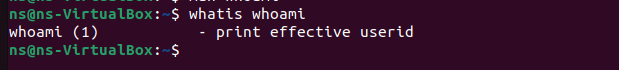 ns@ns-VirtualBox:~$ whatis whoami
whoami (1)           - print effective userid
ns@ns-VirtualBox:~$